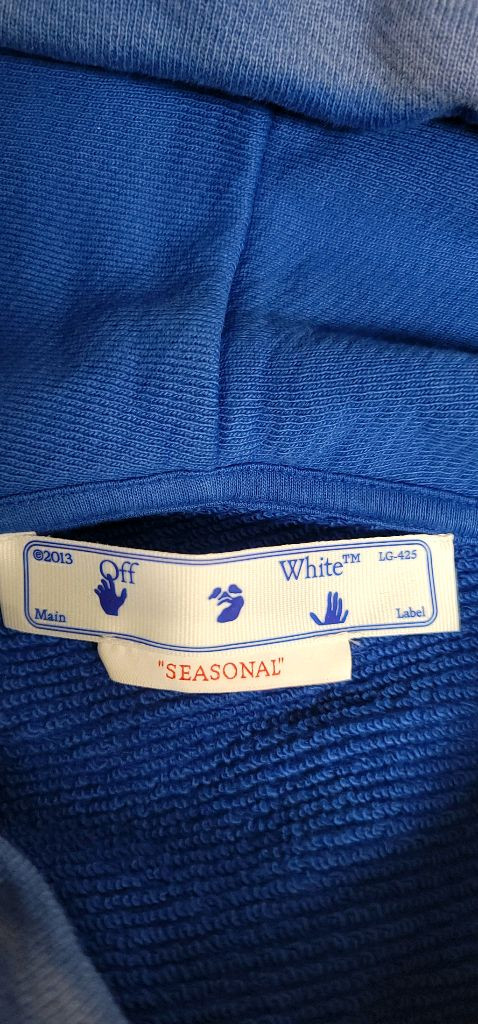 ©2013 Off White™ LG-425
Main Label
"SEASONAL"